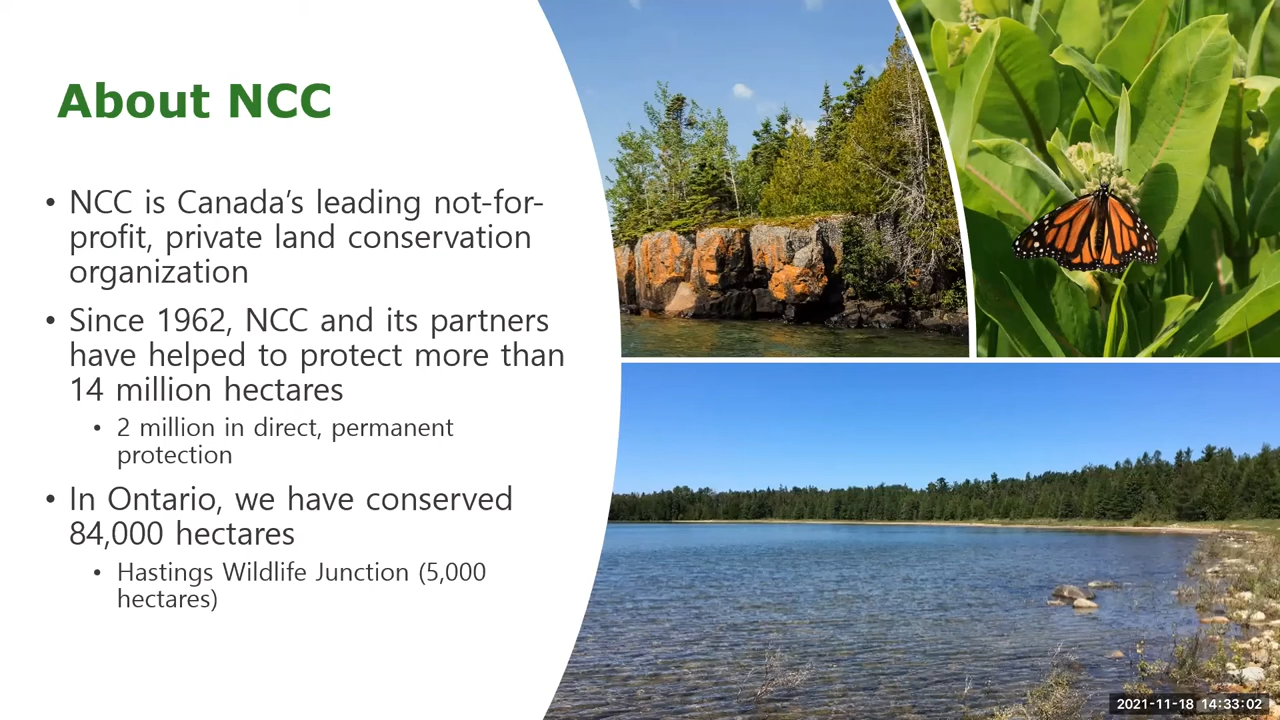 About NCC
• NCC is Canada's leading not-for-
profit, private land conservation
organization
• Since 1962, NCC and its partners
have helped to protect more than
14 million hectares
• 2 million in direct, permanent
protection
• In Ontario, we have conserved
84,000 hectares
• Hastings Wildlife Junction (5,000
hectares)
2021-11-18 14:33:02